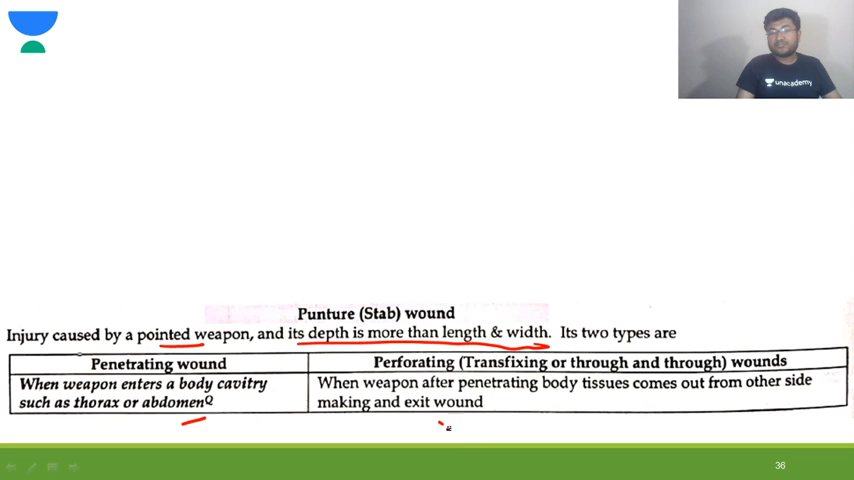 unacademy
Punture (Stab) wound
Injury caused by a pointed weapon, and its depth is more than length & width. Its two types are
Penetrating wound
Perforating (Transfixing or through and through) wounds
When weapon enters a body cavitry
such as thorax or abdomenQ
When weapon after penetrating body tissues comes out from other side
making and exit wound
36